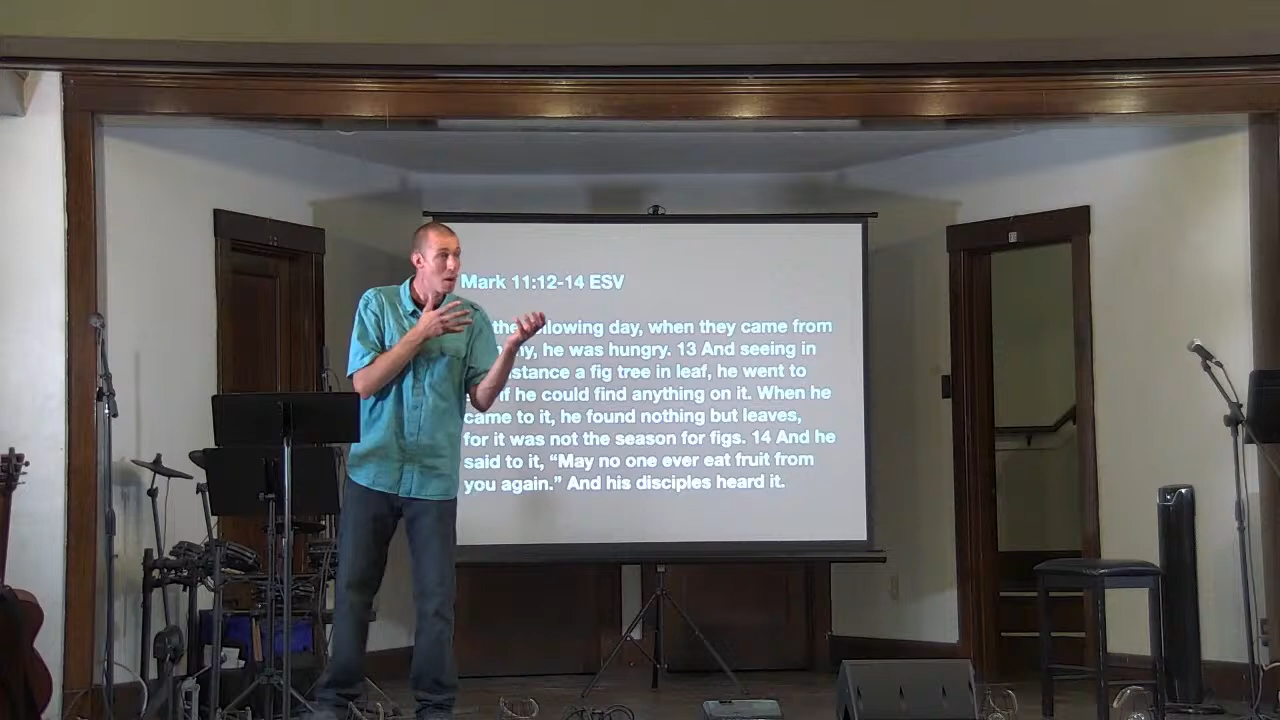 Mark 11:12-14 ESV
the following day, when they came from
he was hungry. 13 And seeing in
distance a fig tree in leaf, he went to
if he could find anything on it. When he
came to it, he found nothing but leaves,
for it was not the season for figs. 14 And he
said to it, “May no one ever eat fruit from
you again.” And his disciples heard it.